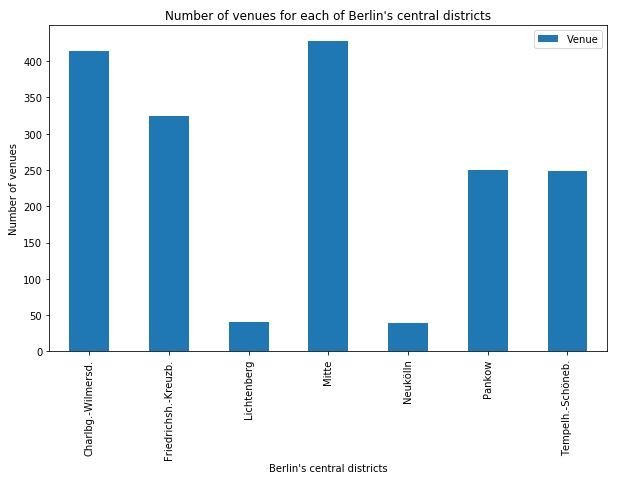 Number of venues for each of Berlin's central districts
Venue
Number of venues
400
350
300
250
200
150
100
50
0
Charlbg.-Wilmersd.
Friedrichsh.-Kreuzb.
Lichtenberg
Mitte
Neukölln
Pankow
Tempelh.-Schöneb.
Berlin's central districts